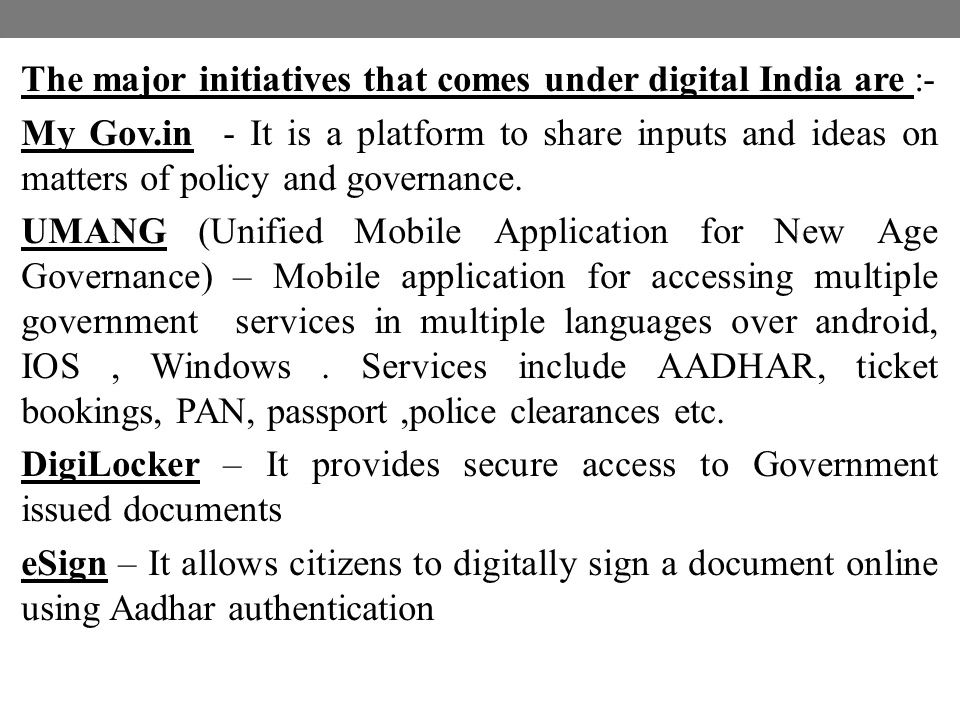 The major initiatives that comes under digital India are :-
My Gov.in - It is a platform to share inputs and ideas on
matters of policy and governance.
UMANG (Unified Mobile Application for New Age
Governance) – Mobile application for accessing multiple
government services in multiple languages over android,
IOS , Windows . Services include AADHAR, ticket
bookings, PAN, passport ,police clearances etc.
DigiLocker – It provides secure access to Government
issued documents
eSign – It allows citizens to digitally sign a document online
using Aadhar authentication